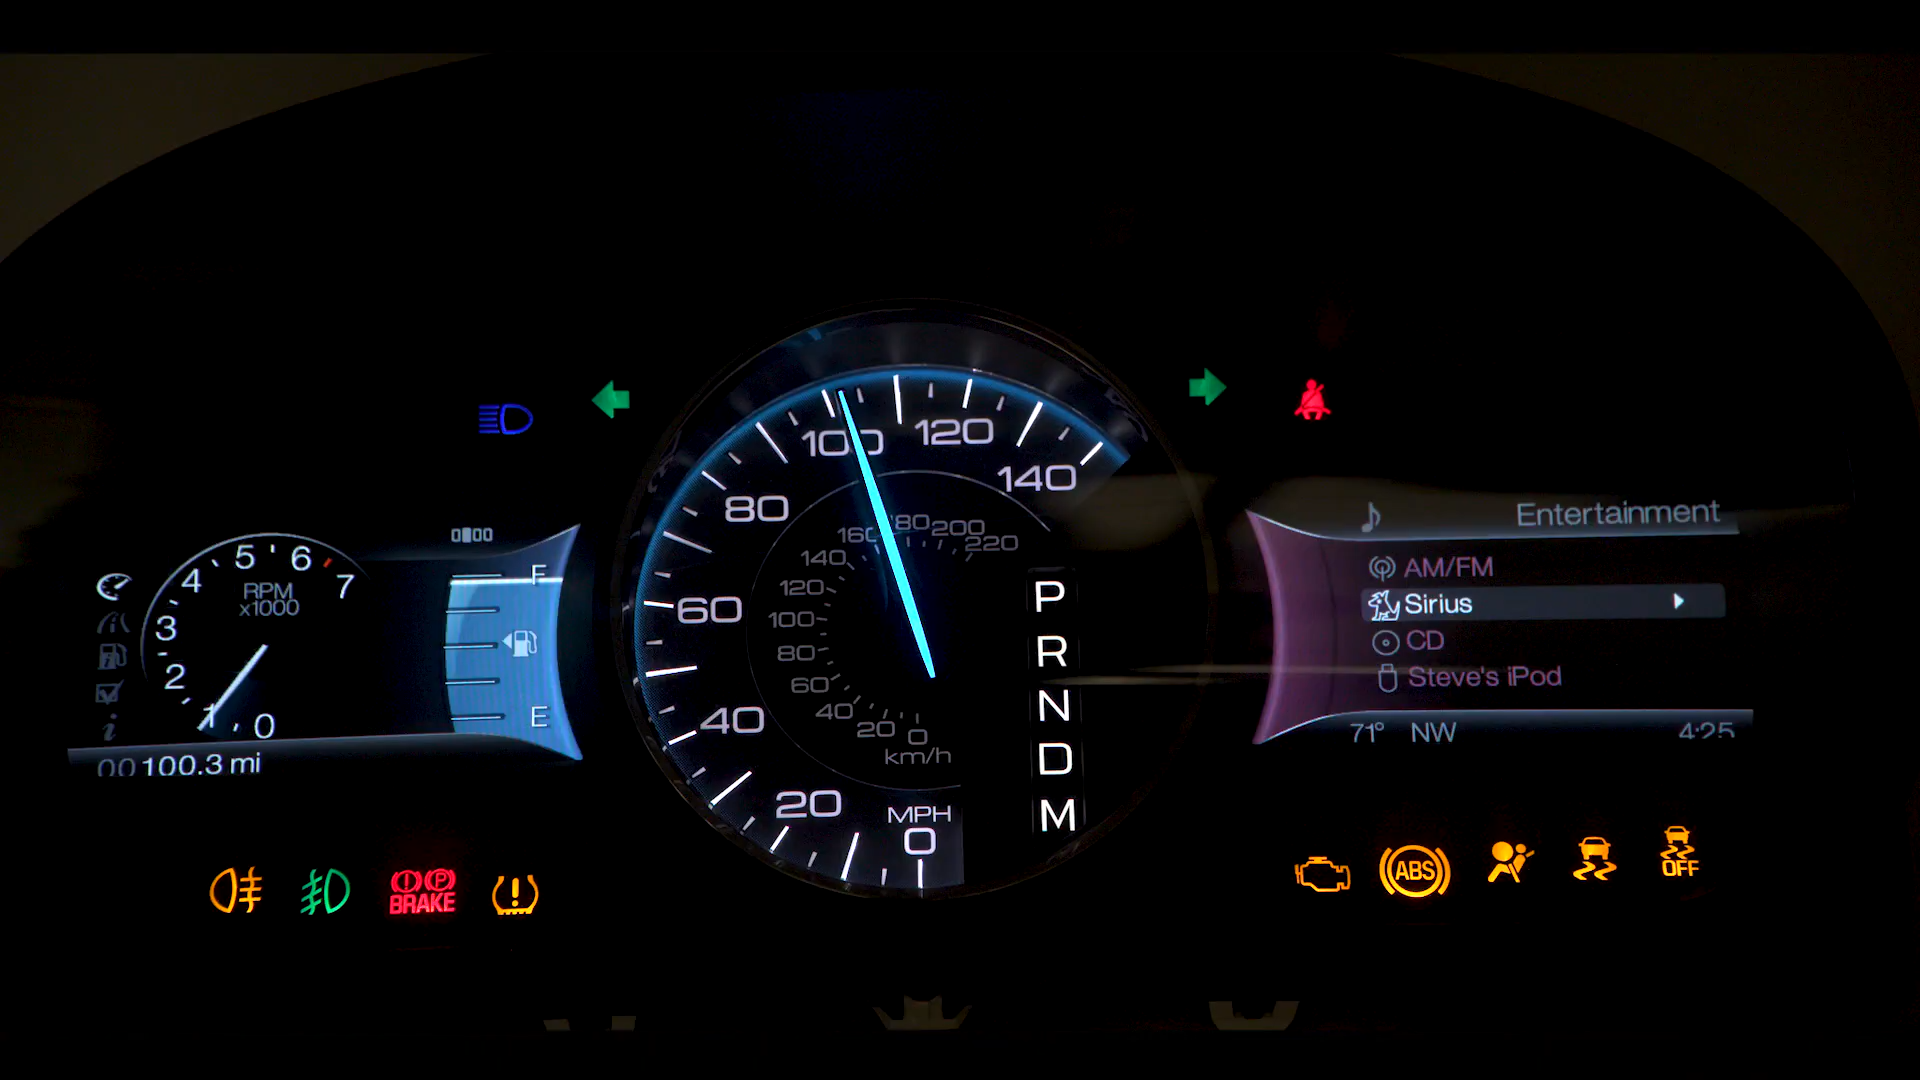 100
120
140
80
60
40
20
MPH
0
160
180
200
220
140
120
100
80
60
40
20
0
km/h
P
R
N
D
M
5
6
4
7
RPM
x1000
3
2
1
0
F
E
00100.3 mi
Entertainment
AM/FM
Sirius
CD
Steve's iPod
71° NW 4:25
BRAKE
ABS
OFF